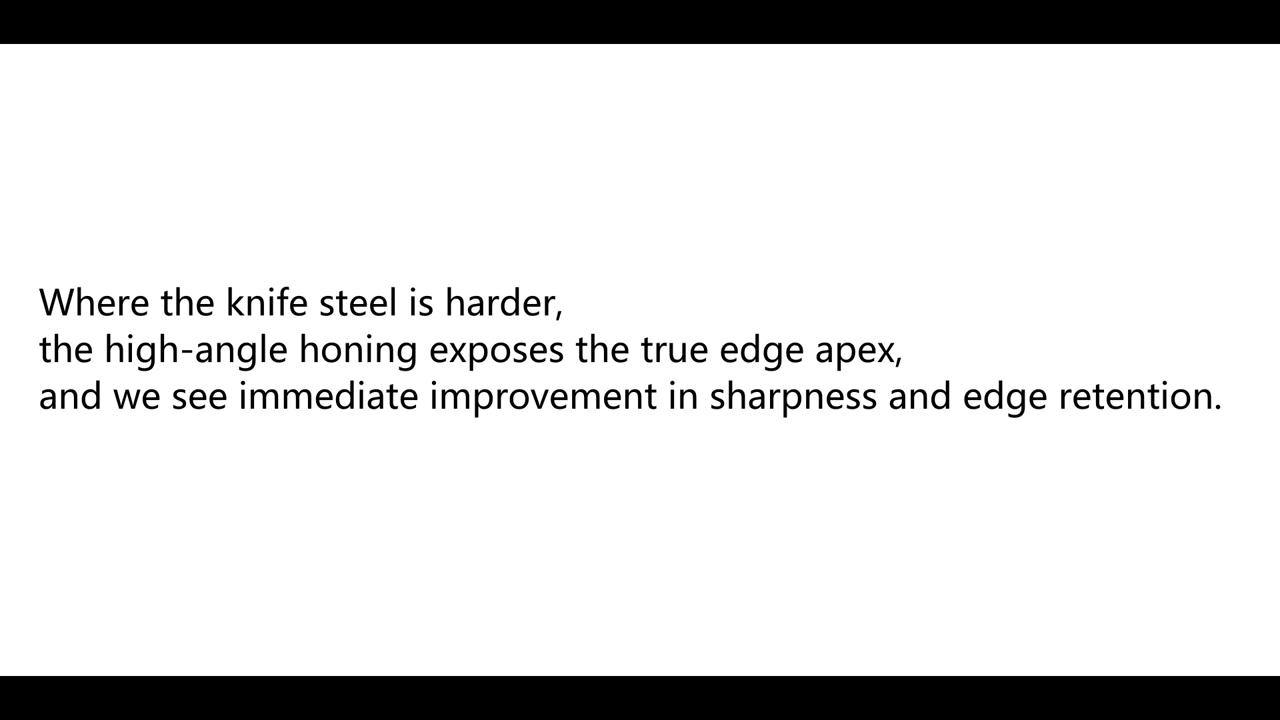 Where the knife steel is harder,
the high-angle honing exposes the true edge apex,
and we see immediate improvement in sharpness and edge retention.